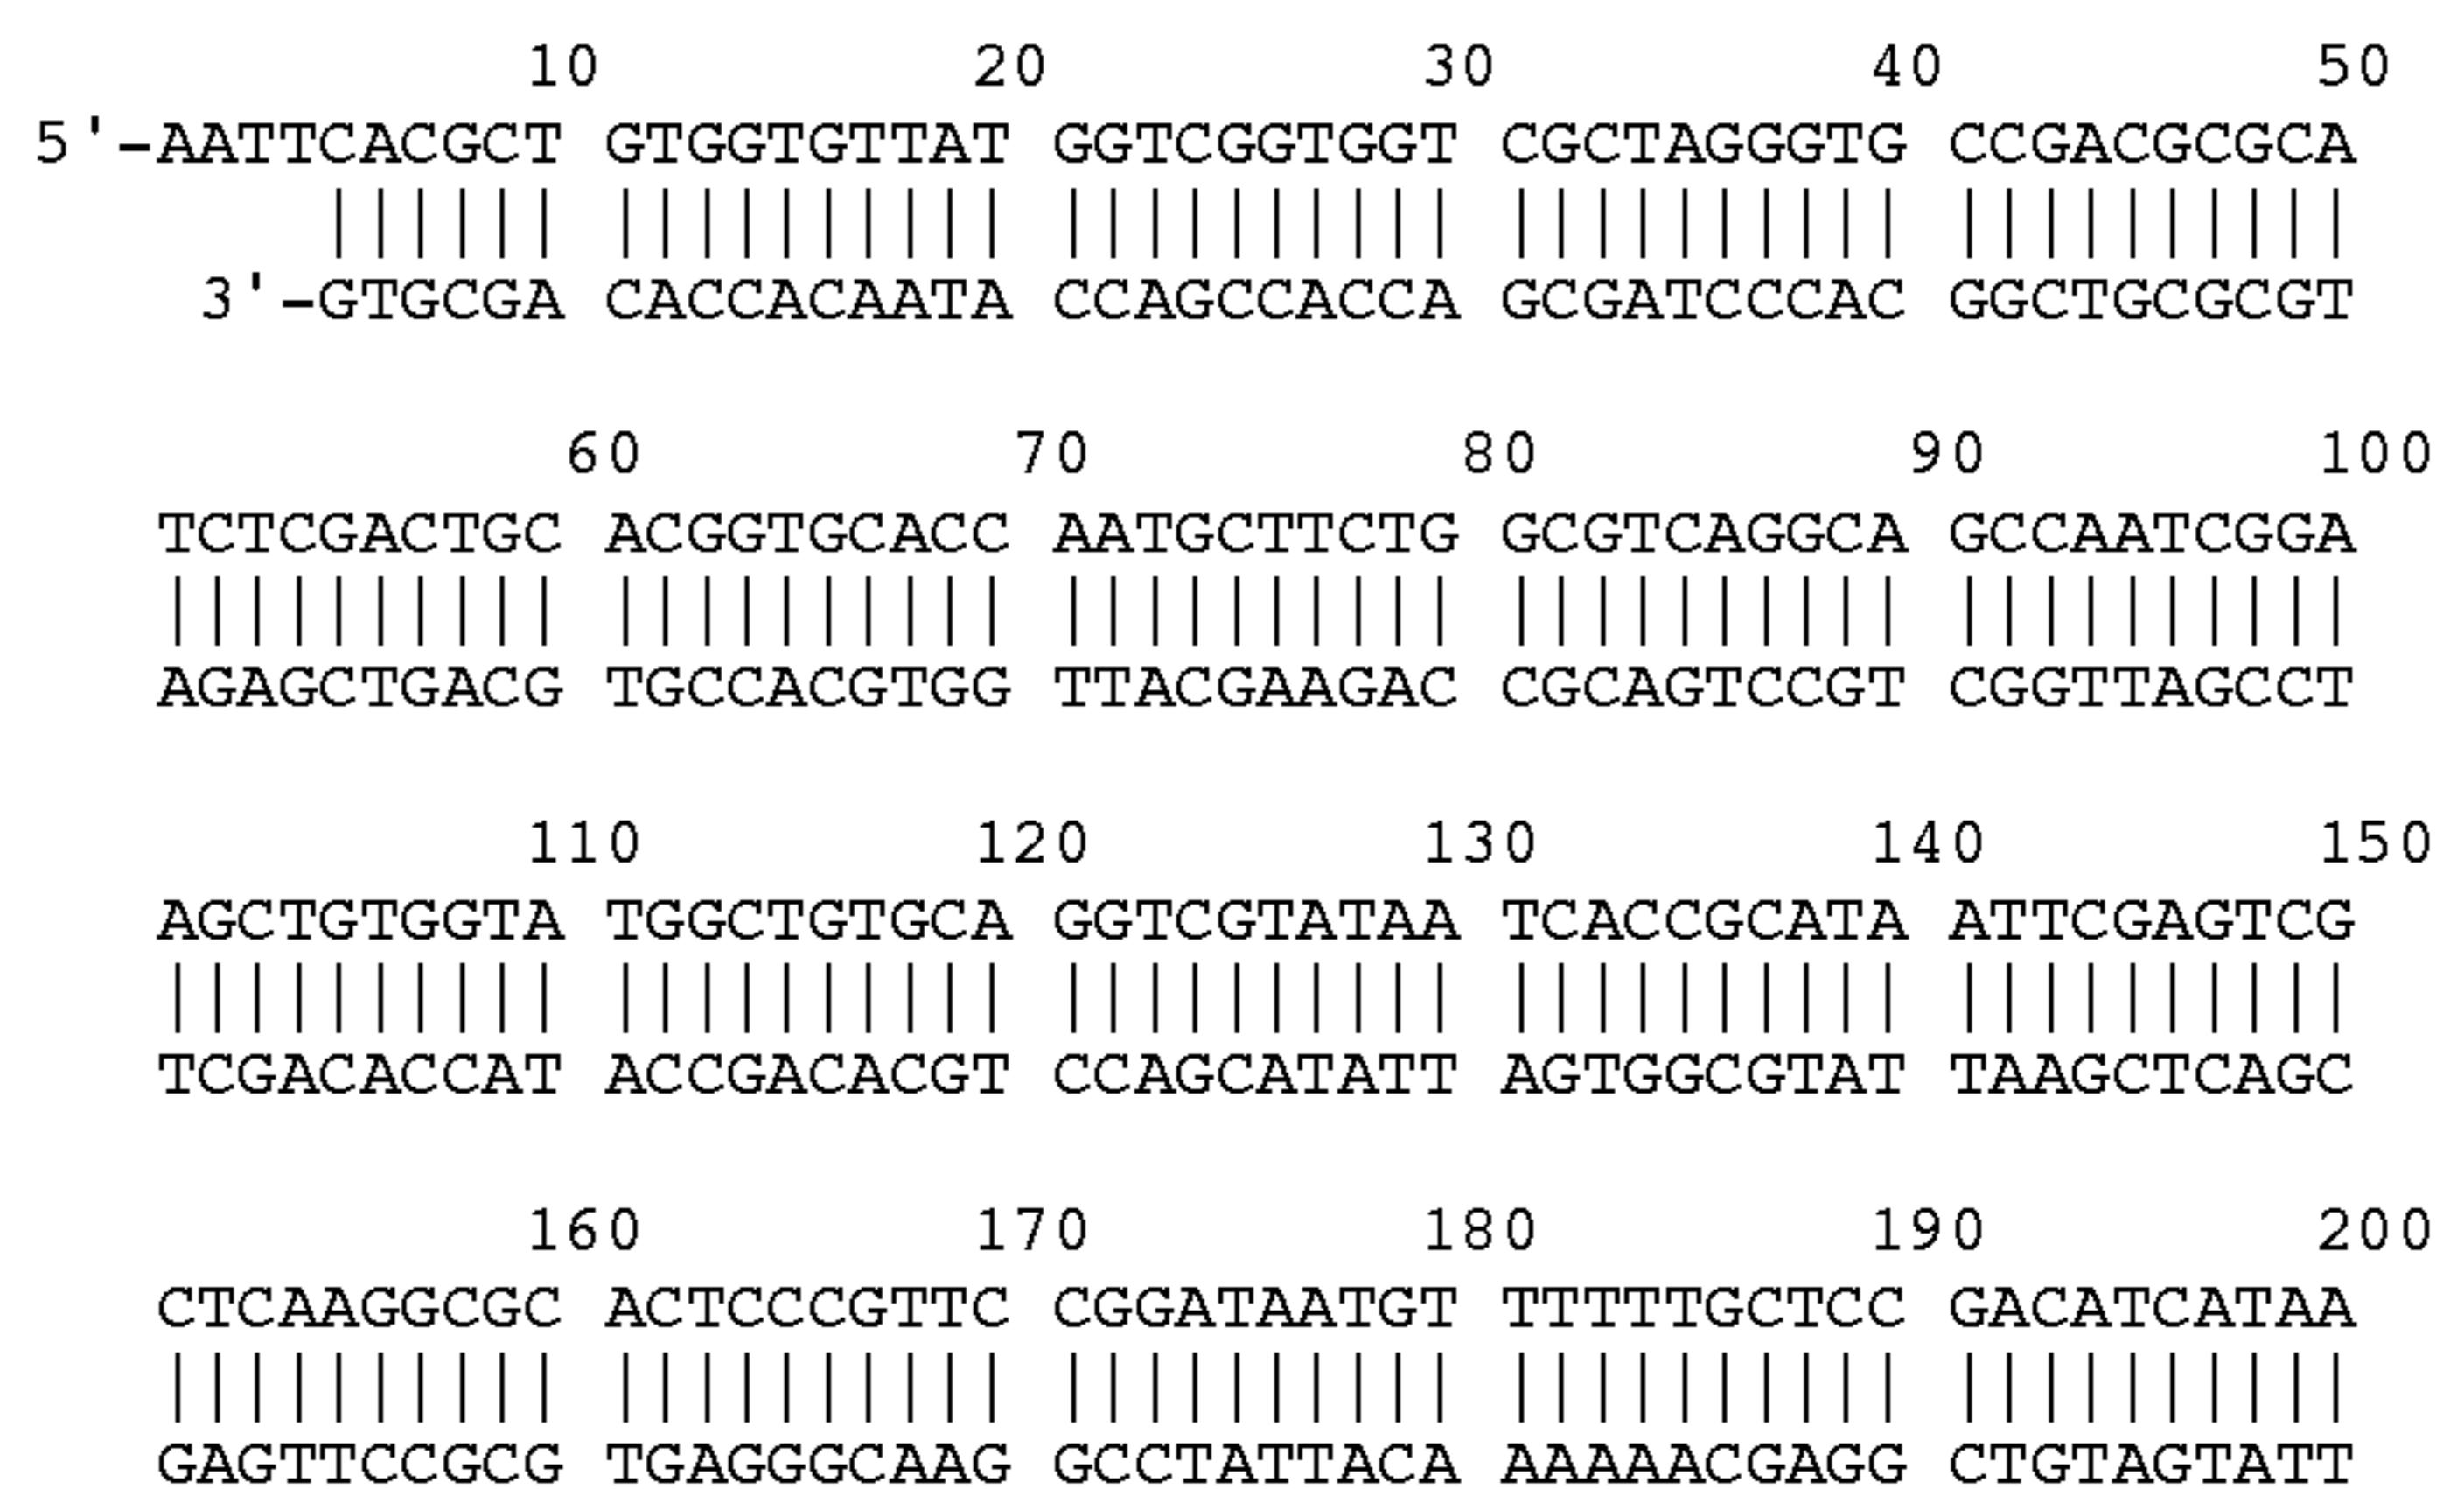 10 20 30 40 50
5'-AATTCACGCT GTGGTGTTAT GGTCGGTGGT CGCTAGGGTG CCGACGCGCA
|||||| |||||||||| |||||||||| |||||||||| ||||||||||
3'-GTGCGA CACCACAATA CCAGCCACCA GCGATCCCAC GGCTGCGCGT
60 70 80 90 100
TCTCGACTGC ACGGTGCACC AATGCTTCTG GCGTCAGGCA GCCAATCGGA
|||||||||| |||||||||| |||||||||| |||||||||| ||||||||||
AGAGCTGACG TGCCACGTGG TTACGAAGAC CGCAGTCCGT CGGTTAGCCT
110 120 130 140 150
AGCTGTGGTA TGGCTGTGCA GGTCGTATAA TCACCGCATA ATTCGAGTCG
|||||||||| |||||||||| |||||||||| |||||||||| ||||||||||
TCGACACCAT ACCGACACGT CCAGCATATT AGTGGCGTAT TAAGCTCAGC
160 170 180 190 200
CTCAAGGCGC ACTCCCGTTC CGGATAATGT TTTTTGCTCC GACATCATAA
|||||||||| |||||||||| |||||||||| |||||||||| ||||||||||
GAGTTCCGCG TGAGGGCAAG GCCTATTACA AAAAACGAGG CTGTAGTATT